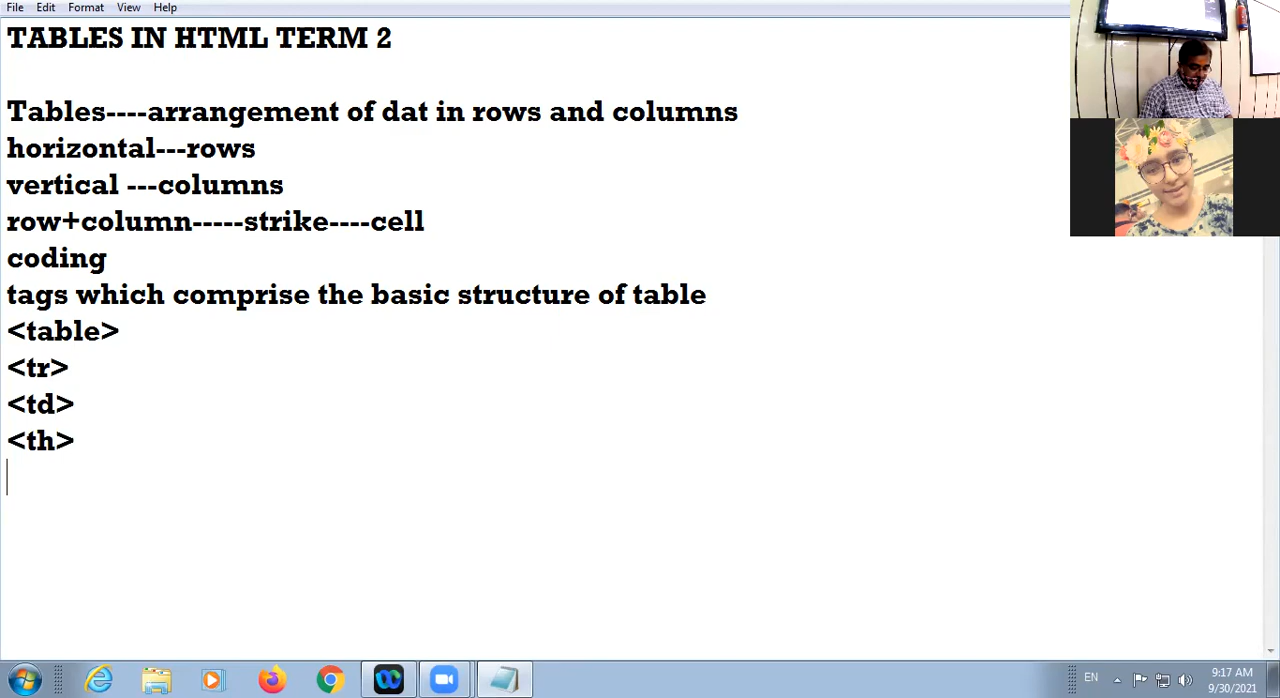 File Edit Format View Help
TABLES IN HTML TERM 2
Tables----arrangement of dat in rows and columns
horizontal---rows
vertical ---columns
row+column-----strike----cell
coding
tags which comprise the basic structure of table
<table>
<tr>
<td>
<th>
EN
9:17 AM
9/30/2021